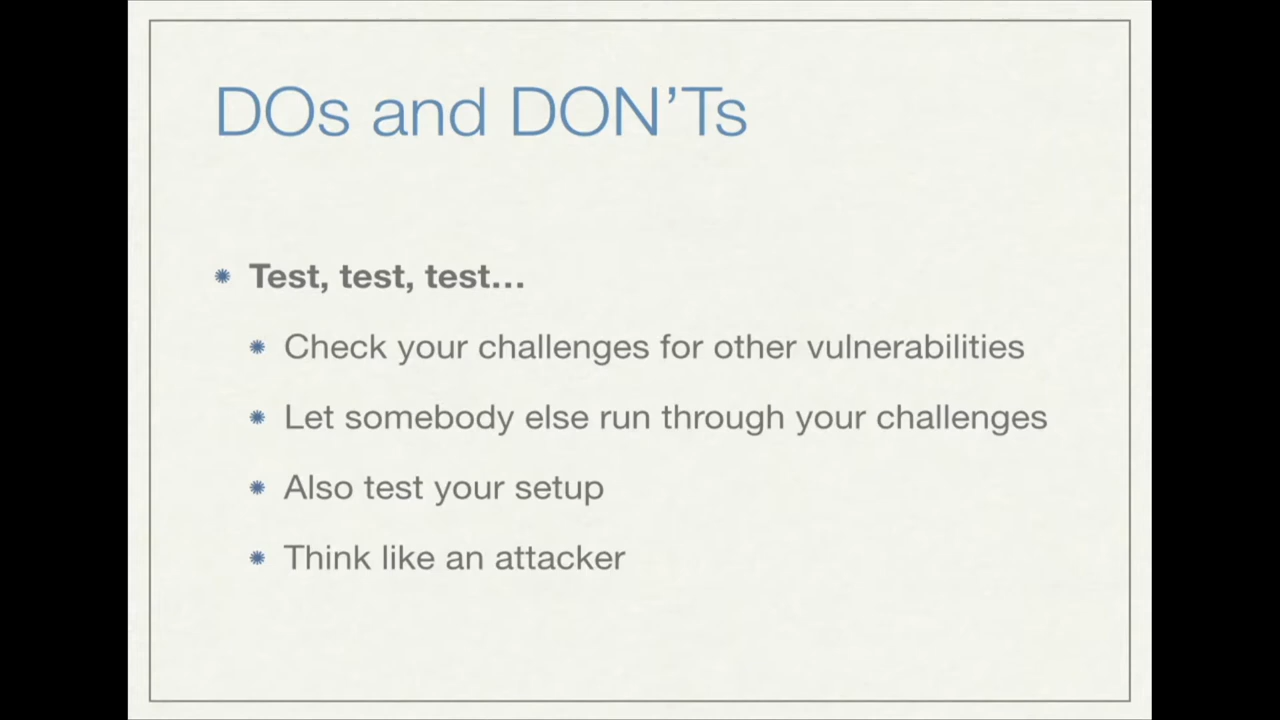 DOs and DON’Ts
Test, test, test…
Check your challenges for other vulnerabilities
Let somebody else run through your challenges
Also test your setup
Think like an attacker